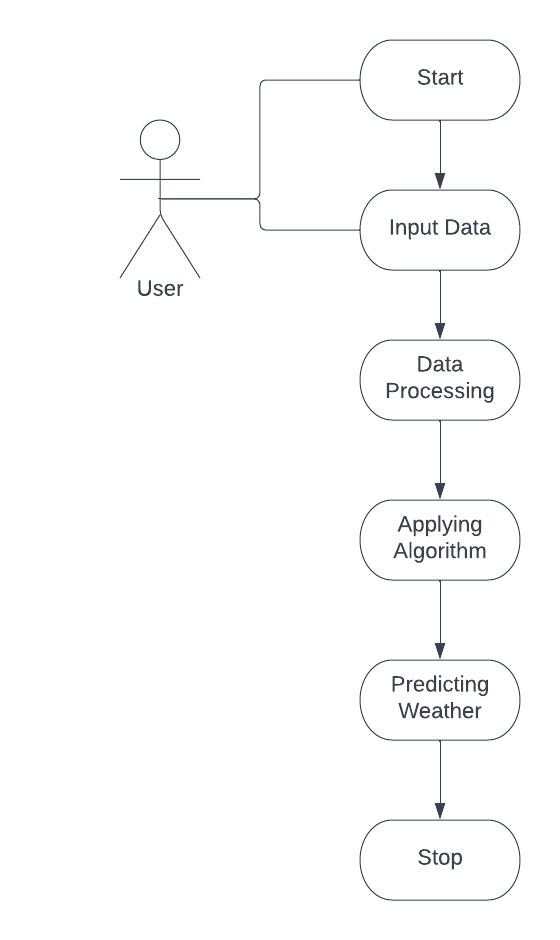 Start
Input Data
User
Data
Processing
Applying
Algorithm
Predicting
Weather
Stop